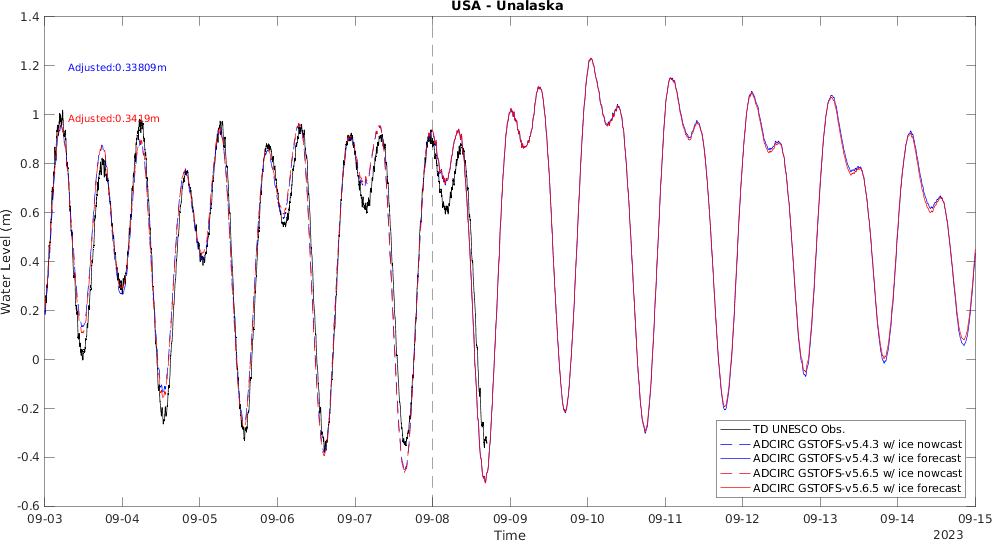 USA - Unalaska
1.4
1.2
1
0.8
0.6
0.4
0.2
0
-0.2
-0.4
-0.6
Water Level (m)
Adjusted:0.33809m
Adjusted:0.3419m
TD UNESCO Obs.
ADCIRC GSTOFS-v5.4.3 w/ ice nowcast
ADCIRC GSTOFS-v5.4.3 w/ ice forecast
ADCIRC GSTOFS-v5.6.5 w/ ice nowcast
ADCIRC GSTOFS-v5.6.5 w/ ice forecast
09-03 09-04 09-05 09-06 09-07 09-08 09-09 09-10 09-11 09-12 09-13 09-14 09-15
Time
2023